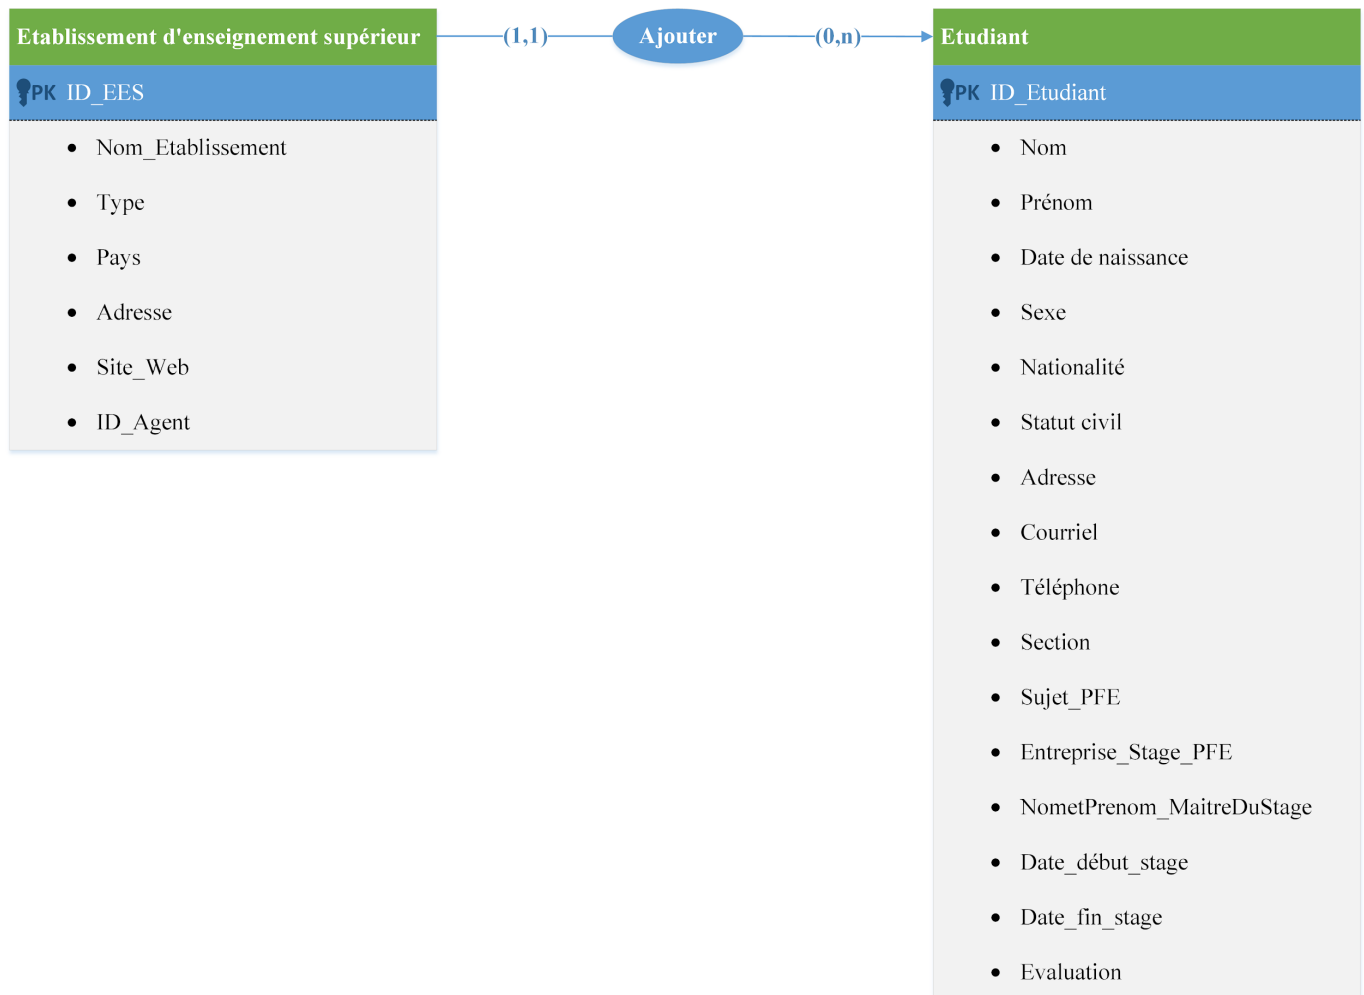 Etablissement d'enseignement supérieur
(1,1)
Ajouter
(0,n)
Etudiant
PK ID_EES
Nom_Etablissement
Type
Pays
Adresse
Site_Web
ID_Agent
PK ID_Etudiant
Nom
Prénom
Date de naissance
Sexe
Nationalité
Statut civil
Adresse
Courriel
Téléphone
Section
Sujet_PFE
Entreprise_Stage_PFE
NometPrenom_MaitreDuStage
Date_début_stage
Date_fin_stage
Evaluation